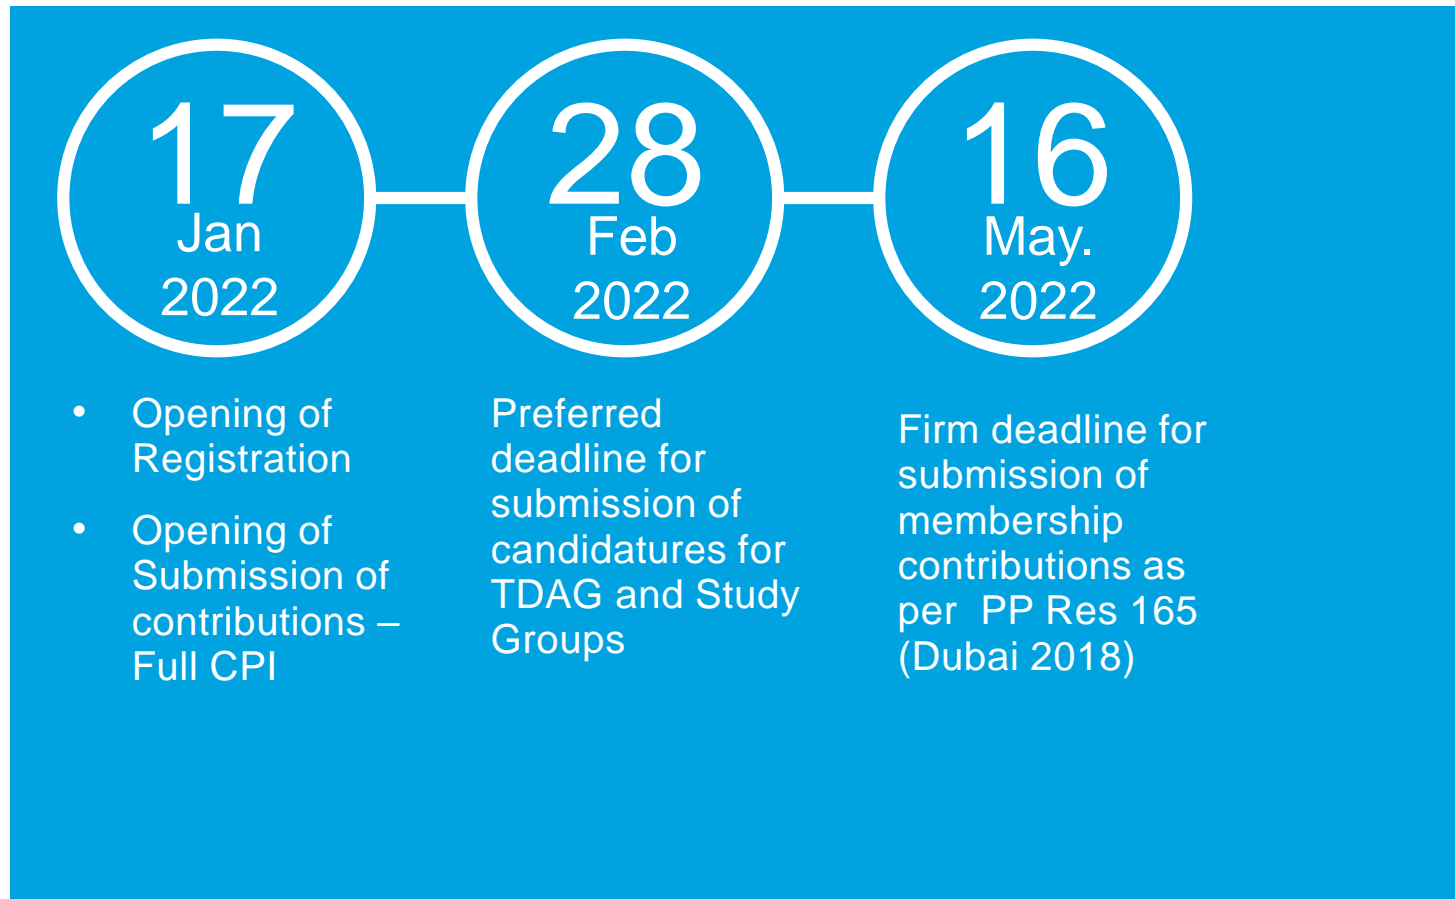 17
Jan
2022
28
Feb
2022
16
May.
2022
• Opening of
Registration
• Opening of
Submission of
contributions –
Full CPI
Preferred
deadline for
submission of
candidatures for
TDAG and Study
Groups
Firm deadline for
submission of
membership
contributions as
per PP Res 165
(Dubai 2018)